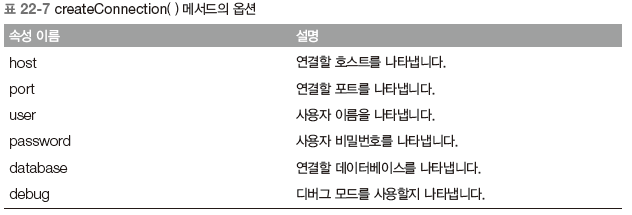 표 22-7 createConnection( ) 메서드의 옵션
속성 이름 설명
host 연결할 호스트를 나타냅니다.
port 연결할 포트를 나타냅니다.
user 사용자 이름을 나타냅니다.
password 사용자 비밀번호를 나타냅니다.
database 연결할 데이터베이스를 나타냅니다.
debug 디버그 모드를 사용할지 나타냅니다.